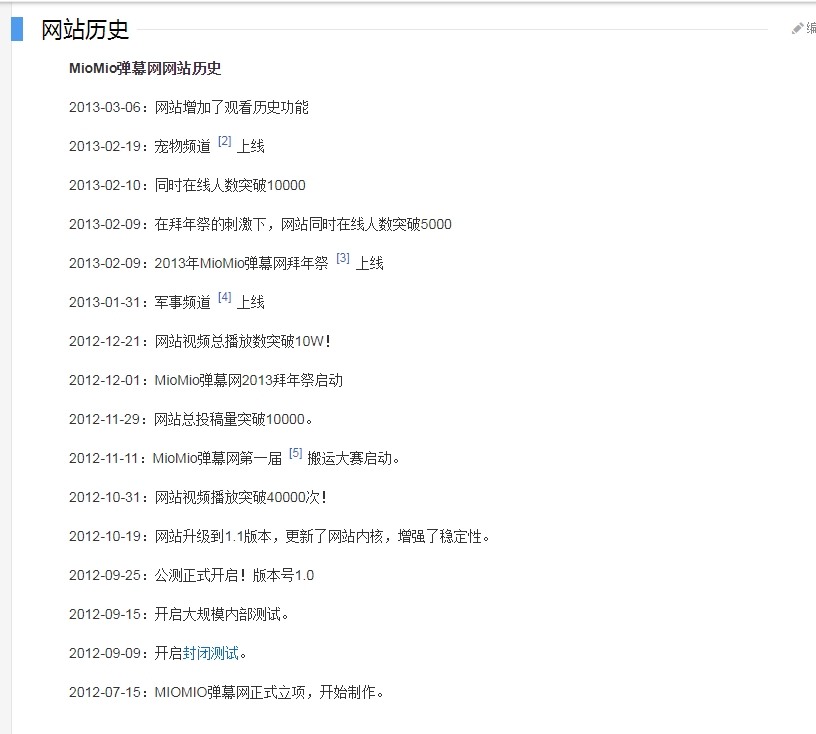 网站历史
编
MioMio弹幕网网站历史
2013-03-06：网站增加了观看历史功能
2013-02-19：宠物频道 [2] 上线
2013-02-10：同时在线人数突破10000
2013-02-09：在拜年祭的刺激下，网站同时在线人数突破5000
2013-02-09：2013年MioMio弹幕网拜年祭 [3] 上线
2013-01-31：军事频道 [4] 上线
2012-12-21：网站视频总播放数突破10W！
2012-12-01：MioMio弹幕网2013拜年祭启动
2012-11-29：网站总投稿量突破10000。
2012-11-11：MioMio弹幕网第一届 [5] 搬运大赛启动。
2012-10-31：网站视频播放突破40000次！
2012-10-19：网站升级到1.1版本，更新了网站内核，增强了稳定性。
2012-09-25：公测正式开启！版本号1.0
2012-09-15：开启大规模内部测试。
2012-09-09：开启封闭测试。
2012-07-15：MIOMIO弹幕网正式立项，开始制作。